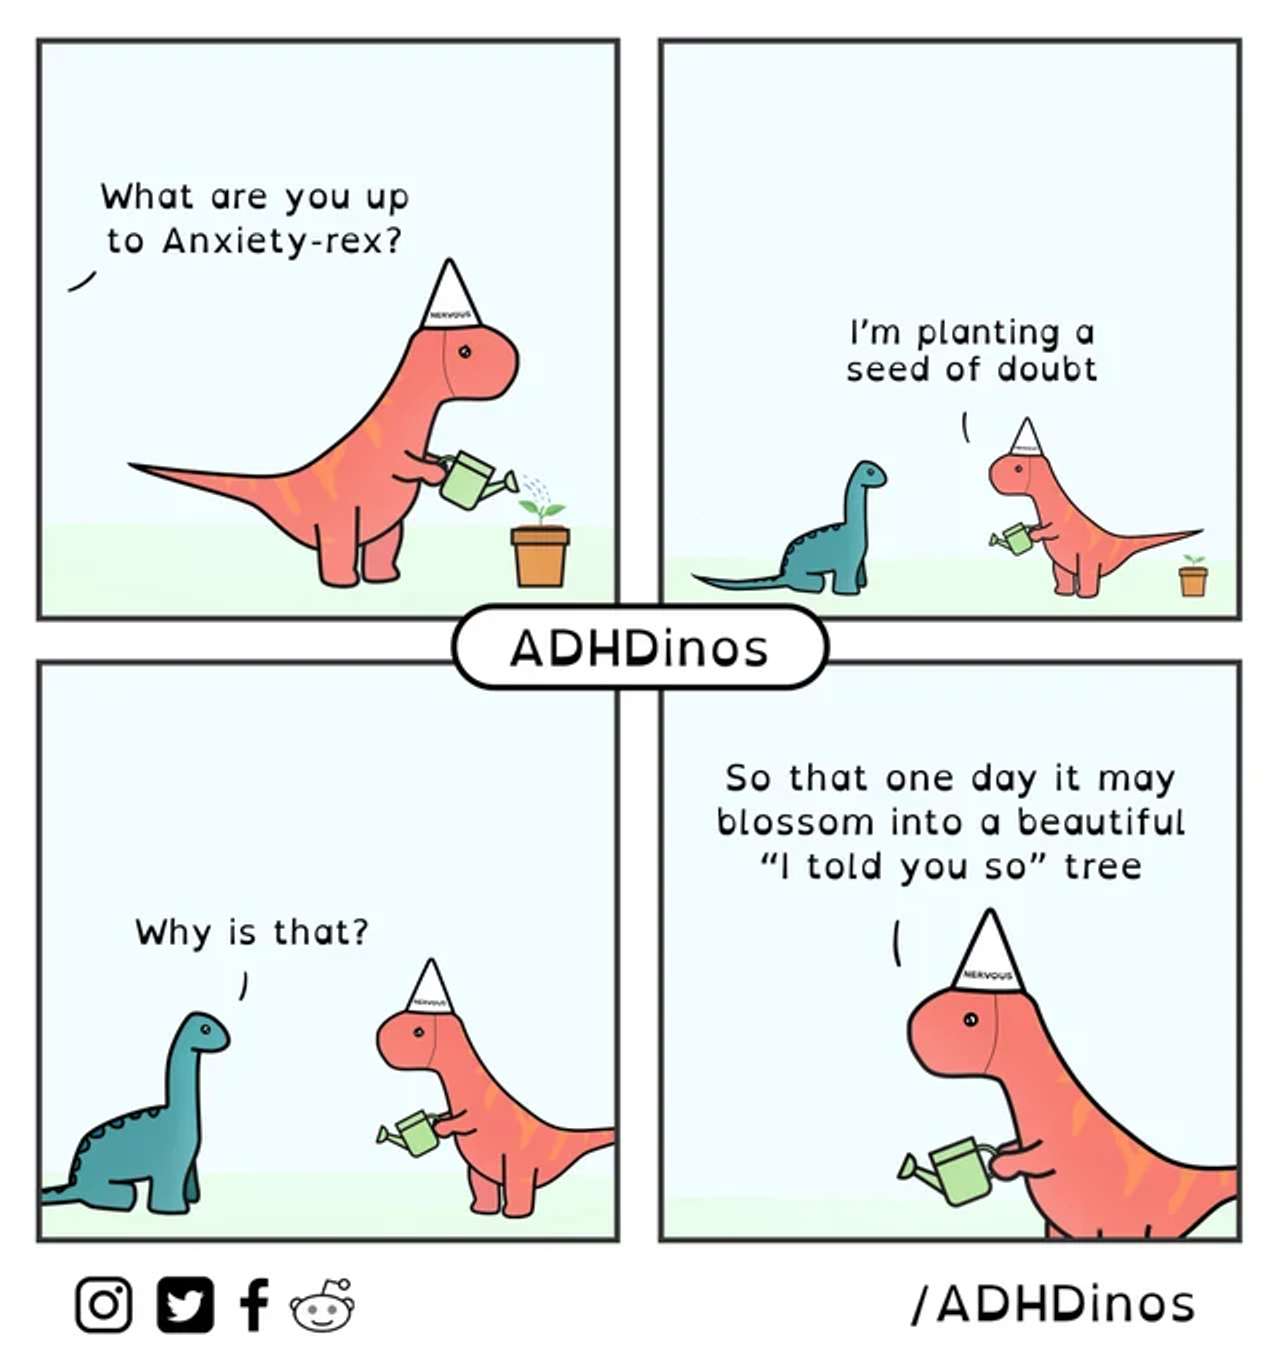 What are you up
to Anxiety-rex?
NERVOUS
I'm planting a
seed of doubt
NERVOUS
ADHDinos
Why is that?
NERVOUS
So that one day it may
blossom into a beautiful
“I told you so” tree
NERVOUS
/ADHDinos